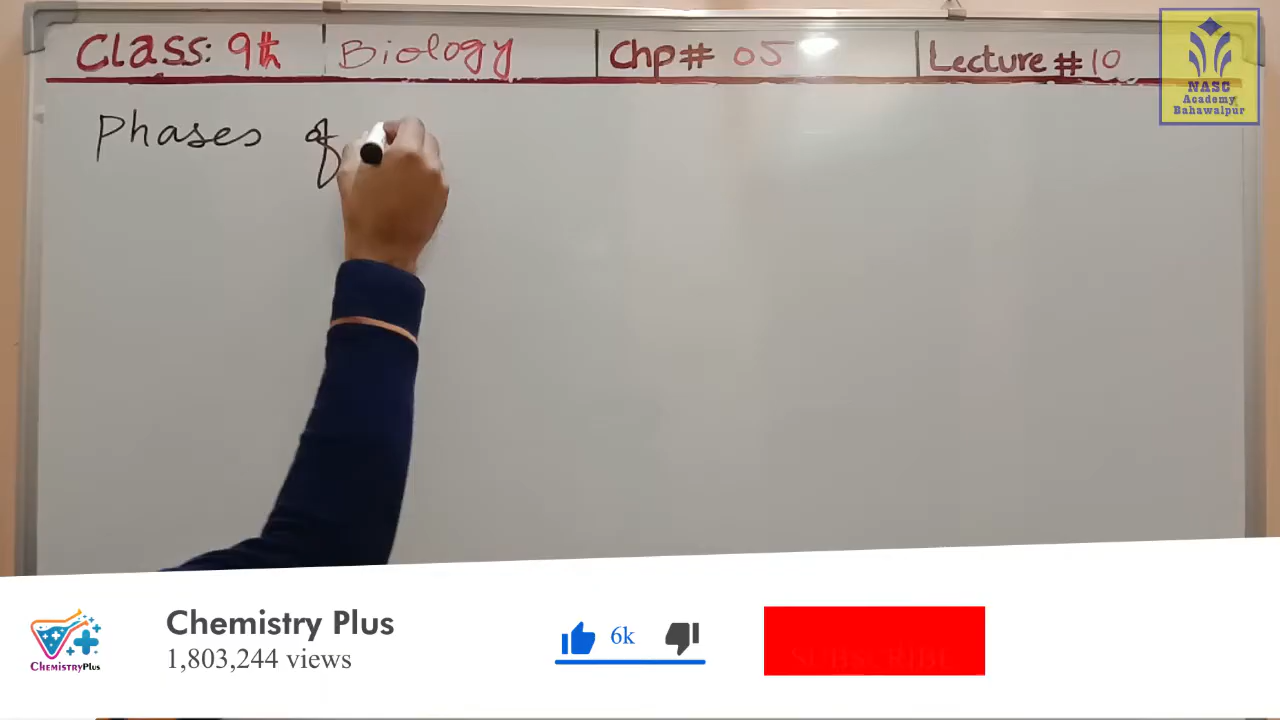 Class: 9th Biology Chp# 05 Lecture # 10
NASC
Academy
Bahawalpur
Phases of
Chemistry Plus
1,803,244 views
6k
ChemistryPlus